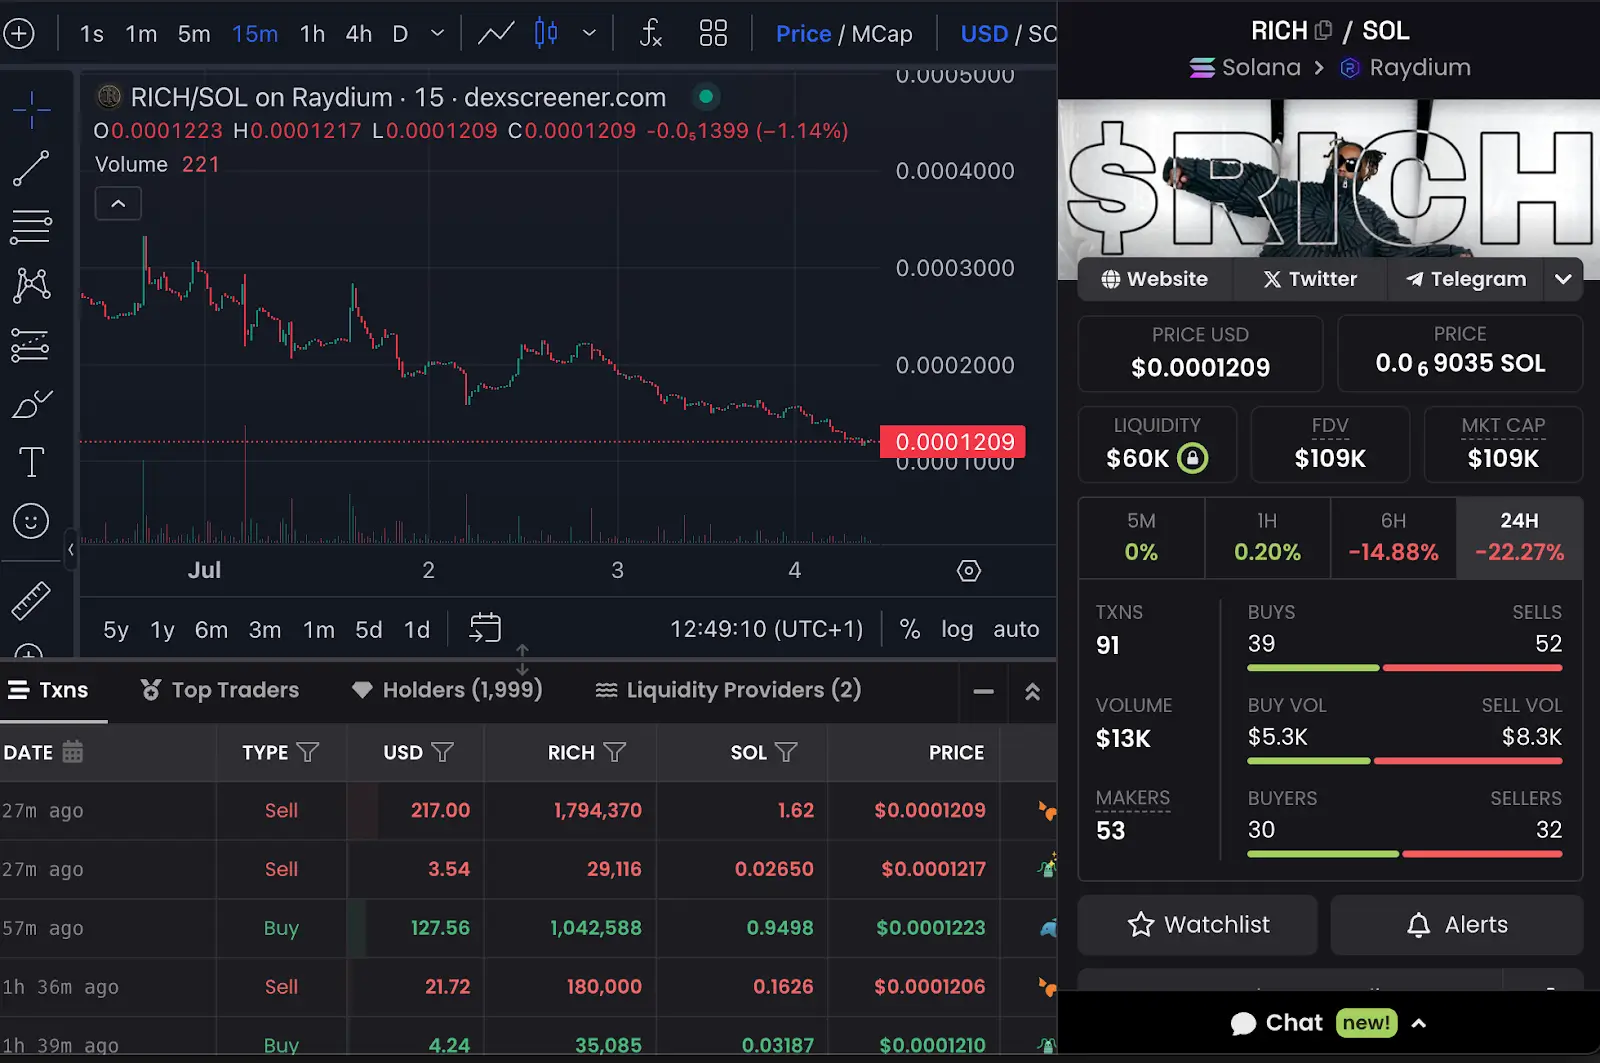 1s 1m 5m 15m 1h 4h D
Price / MCap
USD / SO
RICH/SOL on Raydium · 15 · dexscreener.com
O0.0001223 H0.0001217 L0.0001209 C0.0001209 -0.0₅1399 (−1.14%)
Volume 221
0.0005000
0.0004000
0.0003000
0.0002000
0.0001209
0.0001000
Jul 2 3 4
5y 1y 6m 3m 1m 5d 1d
12:49:10 (UTC+1) % log auto
Txns Top Traders Holders (1,999) Liquidity Providers (2)
DATE TYPE USD RICH SOL PRICE
27m ago Sell 217.00 1,794,370 1.62 $0.0001209
27m ago Sell 3.54 29,116 0.02650 $0.0001217
57m ago Buy 127.56 1,042,588 0.9498 $0.0001223
1h 36m ago Sell 21.72 180,000 0.1626 $0.0001206
1h 39m ago Buy 4.24 35,085 0.03187 $0.0001210
RICH / SOL
Solana > Raydium
$RICH
Website Twitter Telegram
PRICE USD PRICE
$0.0001209 0.0₆9035 SOL
LIQUIDITY FDV MKT CAP
$60K $109K $109K
5M 1H 6H 24H
0% 0.20% -14.88% -22.27%
TXNS BUYS SELLS
91 39 52
VOLUME BUY VOL SELL VOL
$13K $5.3K $8.3K
MAKERS BUYERS SELLERS
53 30 32
Watchlist Alerts
Chat new!